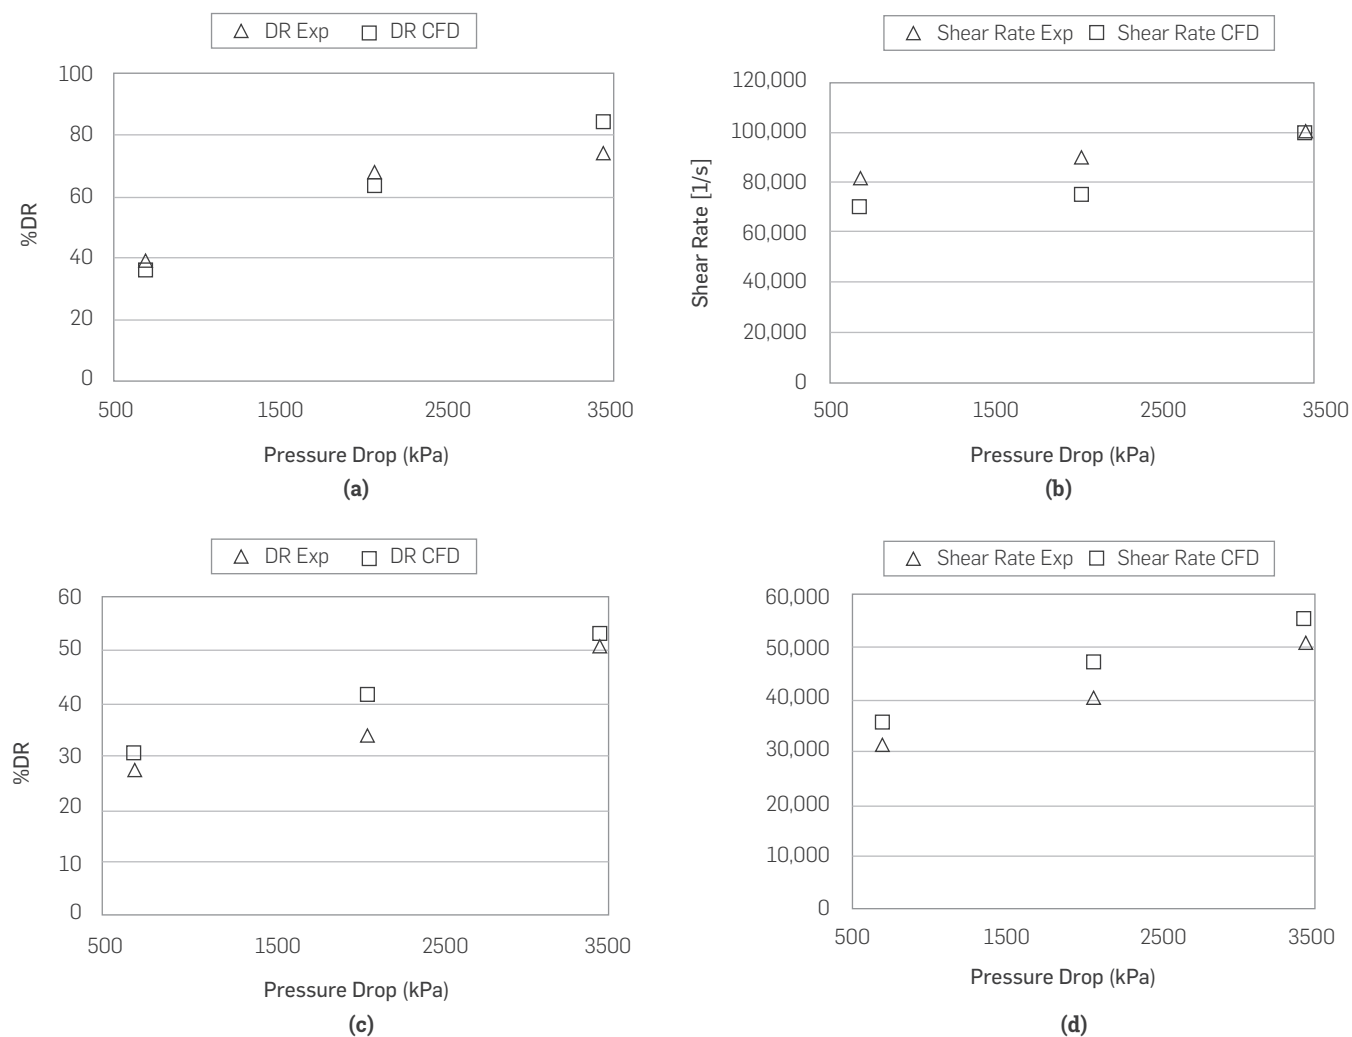 DR Exp DR CFD
100
80
60
40
20
0
%DR
500 1500 2500 3500
Pressure Drop (kPa)
(a)
Shear Rate Exp Shear Rate CFD
120,000
100,000
80,000
60,000
40,000
20,000
0
Shear Rate [1/s]
500 1500 2500 3500
Pressure Drop (kPa)
(b)
DR Exp DR CFD
60
50
40
30
20
10
0
%DR
500 1500 2500 3500
Pressure Drop (kPa)
(c)
Shear Rate Exp Shear Rate CFD
60,000
50,000
40,000
30,000
20,000
10,000
0
500 1500 2500 3500
Pressure Drop (kPa)
(d)